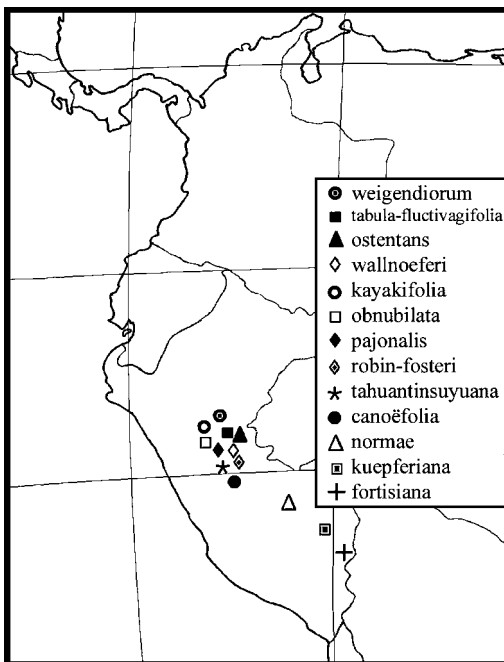 weigendiorum
tabula-fluctivagifolia
ostentans
wallnoeferi
kayakifolia
obnubilata
pajonalis
robin-fosteri
tahuantinsuyuana
canoëfolia
normae
kuepferiana
fortisiana